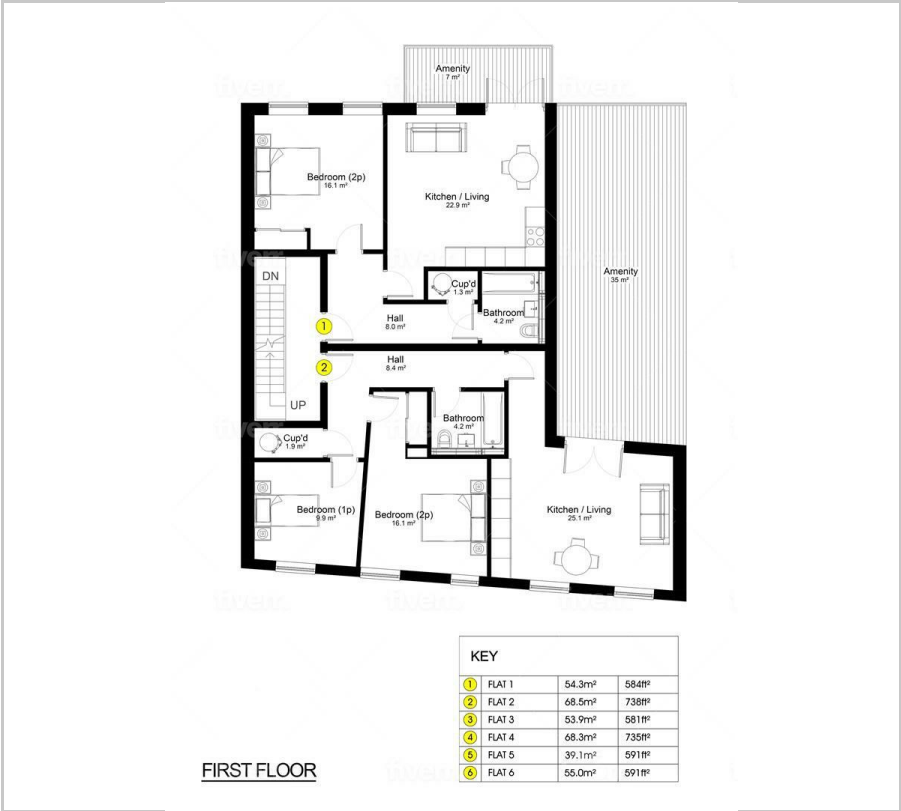 Amenity
7 m²
Bedroom (2p)
16.1 m²
Kitchen / Living
22.9 m²
Amenity
35 m²
DN
Cup'd
1.3 m²
Bathroom
4.2 m²
Hall
8.0 m²
1
Hall
8.4 m²
2
UP
Bathroom
4.2 m²
Cup'd
1.9 m²
Bedroom (1p)
9.9 m²
Bedroom (2p)
16.1 m²
Kitchen / Living
25.1 m²
KEY
1 FLAT 1 54.3m² 584ft²
2 FLAT 2 68.5m² 738ft²
3 FLAT 3 53.9m² 581ft²
4 FLAT 4 68.3m² 735ft²
5 FLAT 5 39.1m² 591ft²
6 FLAT 6 55.0m² 591ft²
FIRST FLOOR
fiverr.